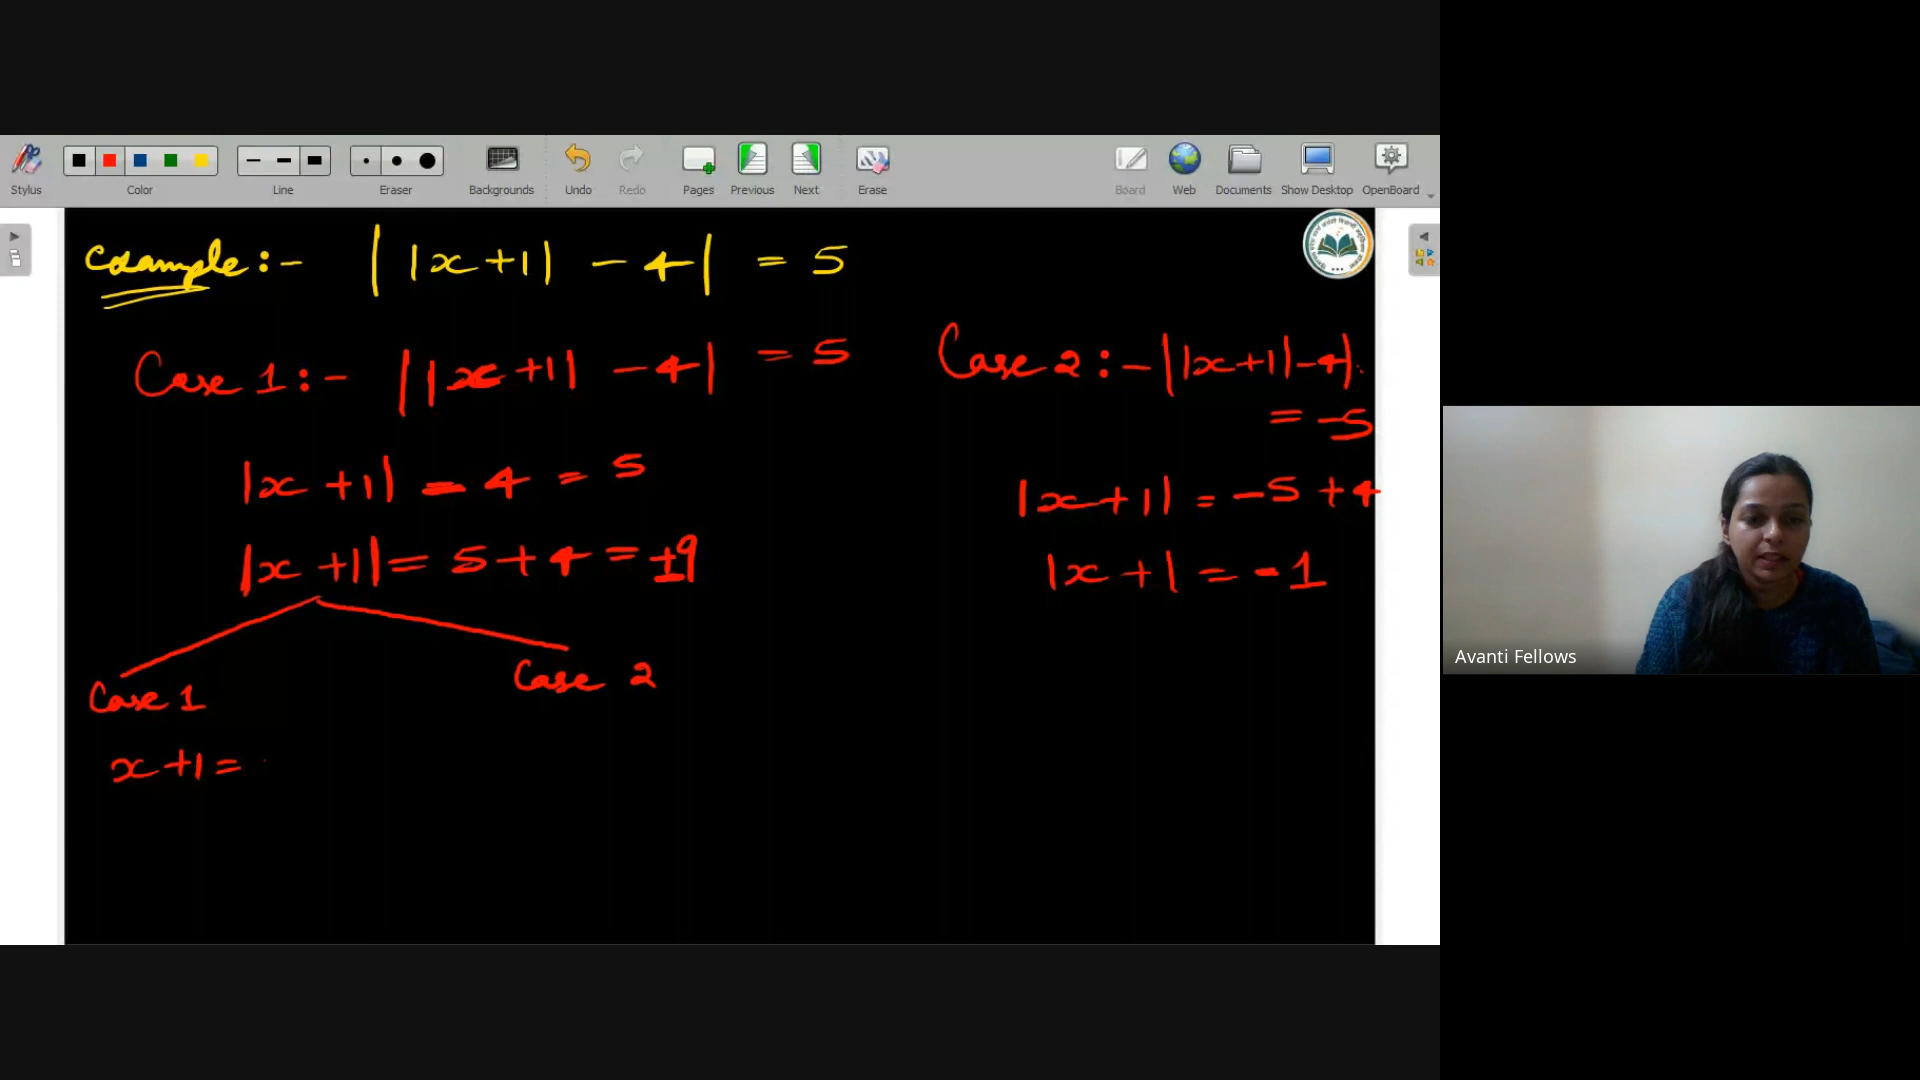 Stylus Color Line Eraser Backgrounds Undo Redo Pages Previous Next Erase Board Web Documents Show Desktop OpenBoard
Example:- ||x+1| - 4| = 5
Case 1:- ||x+1| - 4| = 5
|x+1| - 4 = 5
|x+1| = 5+4 = ±9
Case 1
Case 2
x+1 =
Case 2:- ||x+1|-4|
= -5
|x+1| = -5+4
|x+1| = -1
Avanti Fellows